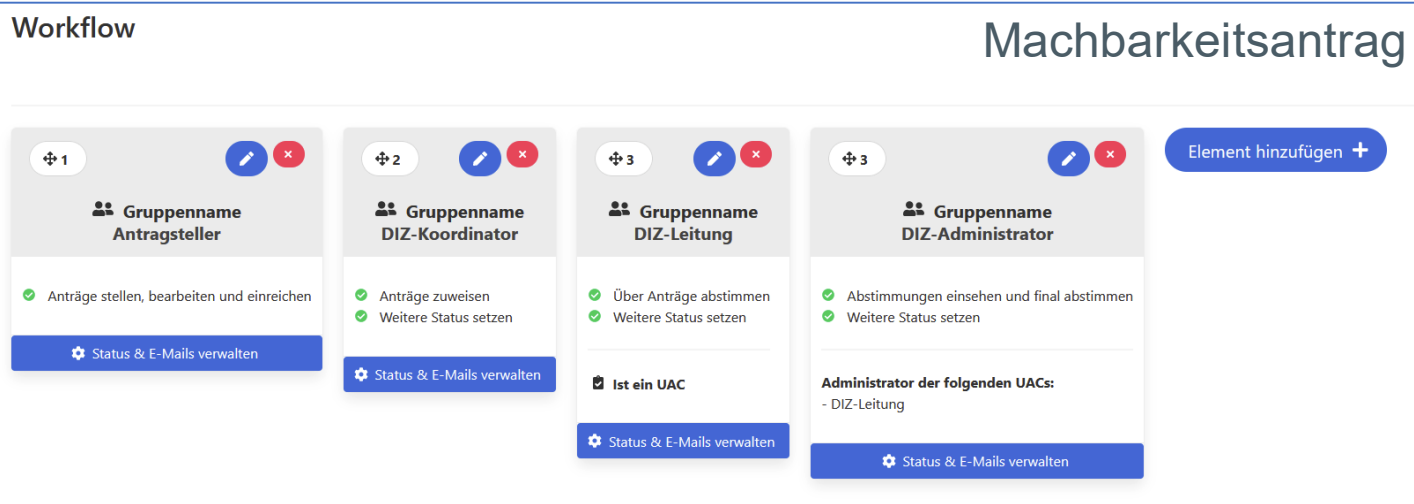 Workflow
Machbarkeitsantrag
1
Gruppenname
Antragsteller
Anträge stellen, bearbeiten und einreichen
Status & E-Mails verwalten
2
Gruppenname
DIZ-Koordinator
Anträge zuweisen
Weitere Status setzen
Status & E-Mails verwalten
3
Gruppenname
DIZ-Leitung
Über Anträge abstimmen
Weitere Status setzen
Ist ein UAC
Status & E-Mails verwalten
3
Gruppenname
DIZ-Administrator
Abstimmungen einsehen und final abstimmen
Weitere Status setzen
Administrator der folgenden UACs:
- DIZ-Leitung
Status & E-Mails verwalten
Element hinzufügen